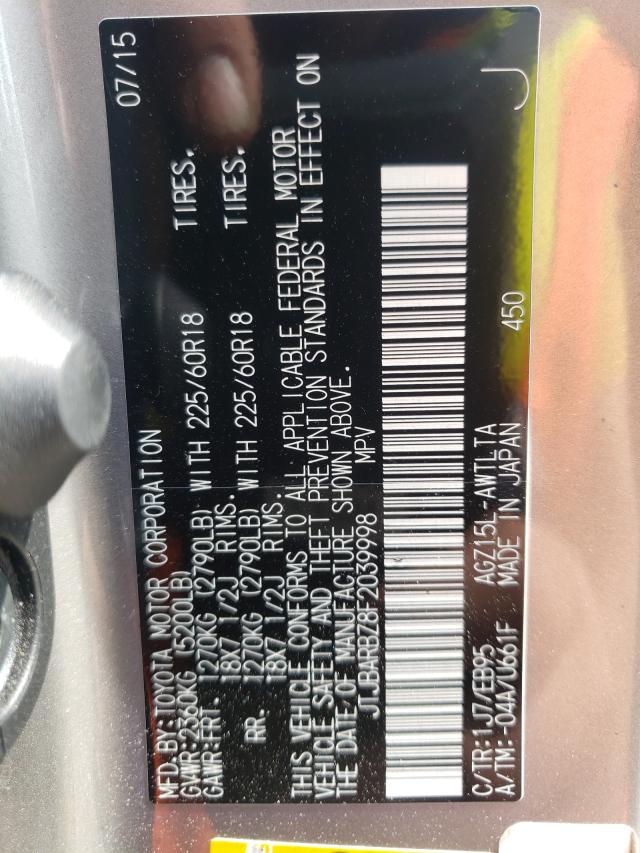 MFD.BY:TOYOTA MOTOR CORPORATION 07/15
GVWR:2360KG (5200LB)
GAWR:FRT. 1270KG (2790LB) WITH 225/60R18 TIRES,
18X7 1/2J RIMS.
RR. 1270KG (2790LB) WITH 225/60R18 TIRES,
18X7 1/2J RIMS.
THIS VEHICLE CONFORMS TO ALL APPLICABLE FEDERAL MOTOR
VEHICLE SAFETY AND THEFT PREVENTION STANDARDS IN EFFECT ON
THE DATE OF MANUFACTURE SHOWN ABOVE.
JTJBARBZ8F2039998 MPV
C/TR:1J7/EB95 AGZ15L-AWTLTA 450 J
A/TM:-04A/U661F MADE IN JAPAN